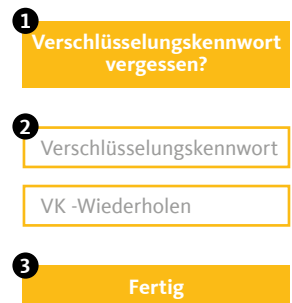 1
Verschlüsselungskennwort
vergessen?
2
Verschlüsselungskennwort
VK -Wiederholen
3
Fertig